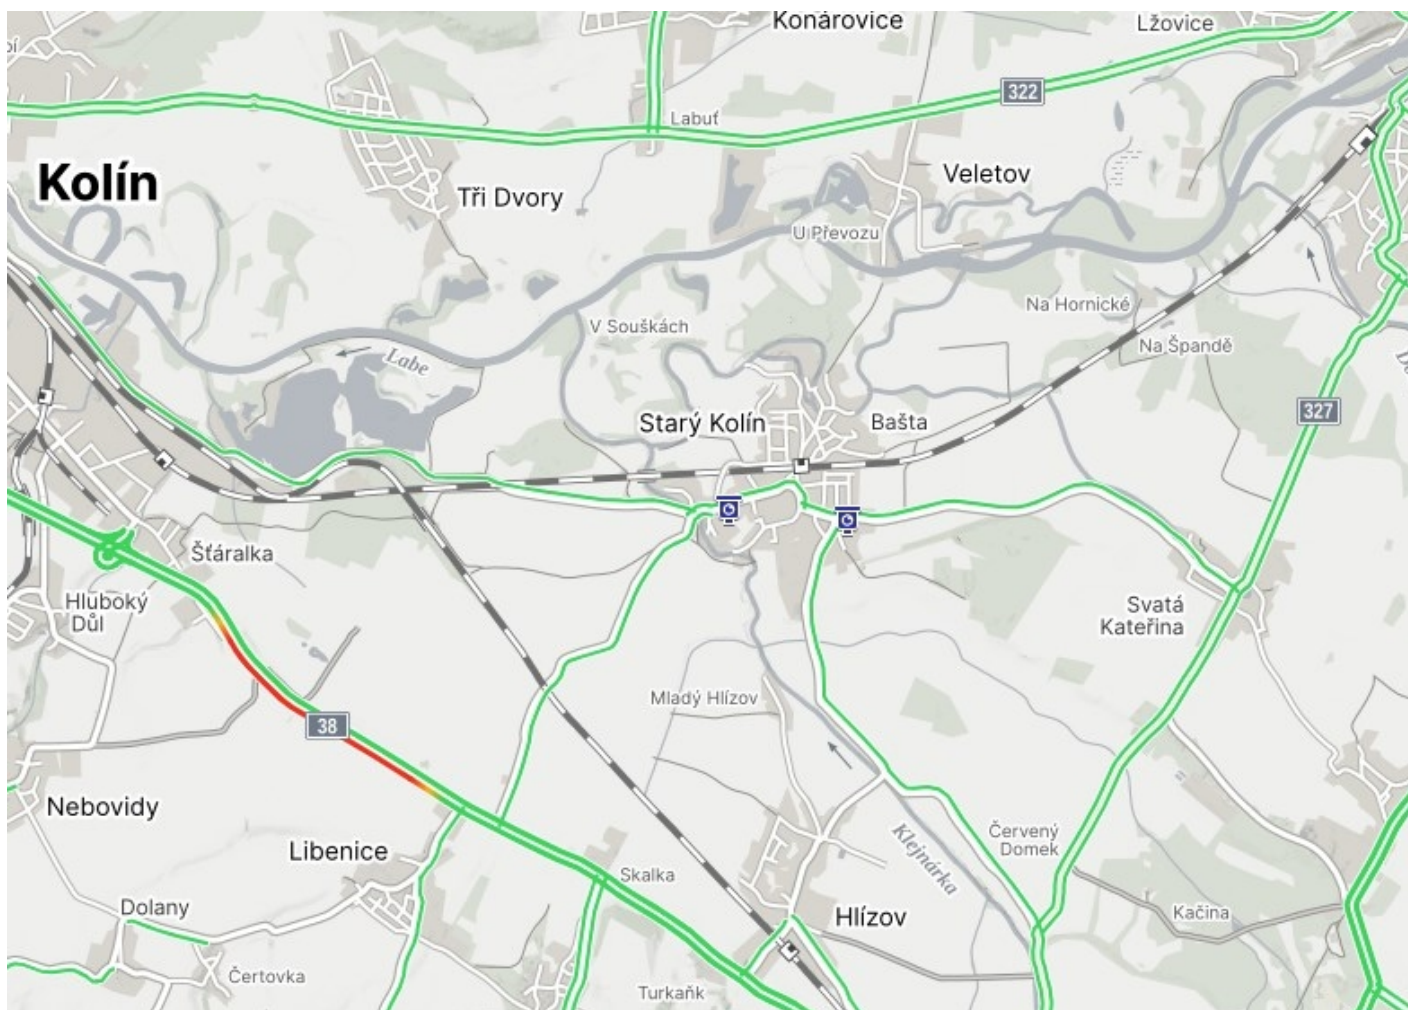 Konárovice
Lžovice
322
Labuť
Kolín
Veletov
Tři Dvory
U Převozu
Na Hornické
V Souškách
Na Špandě
Labe
327
Starý Kolín
Bašta
Šťáralka
Hluboký
Důl
Svatá
Kateřina
Mladý Hlízov
38
Nebovidy
Červený
Domek
Libenice
Klejnárka
Skalka
Dolany
Hlízov
Kačina
Čertovka
Turkaňk